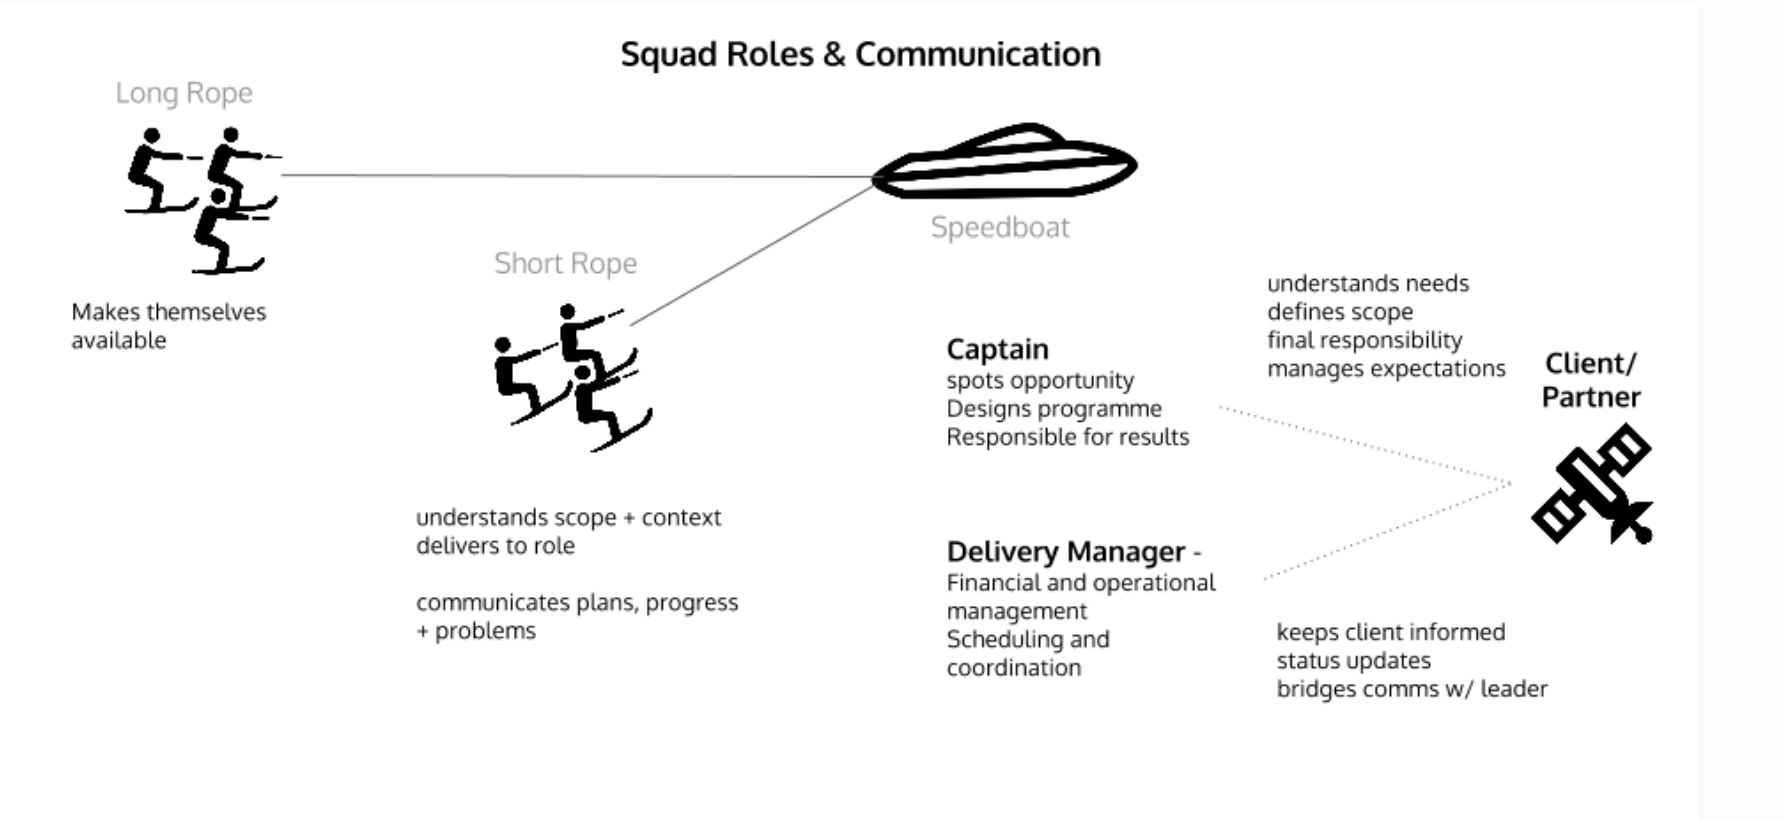 Squad Roles & Communication
Long Rope
Makes themselves
available
Short Rope
understands scope + context
delivers to role
communicates plans, progress
+ problems
Speedboat
Captain
spots opportunity
Designs programme
Responsible for results
Delivery Manager -
Financial and operational
management
Scheduling and
coordination
understands needs
defines scope
final responsibility
manages expectations
Client/
Partner
keeps client informed
status updates
bridges comms w/ leader